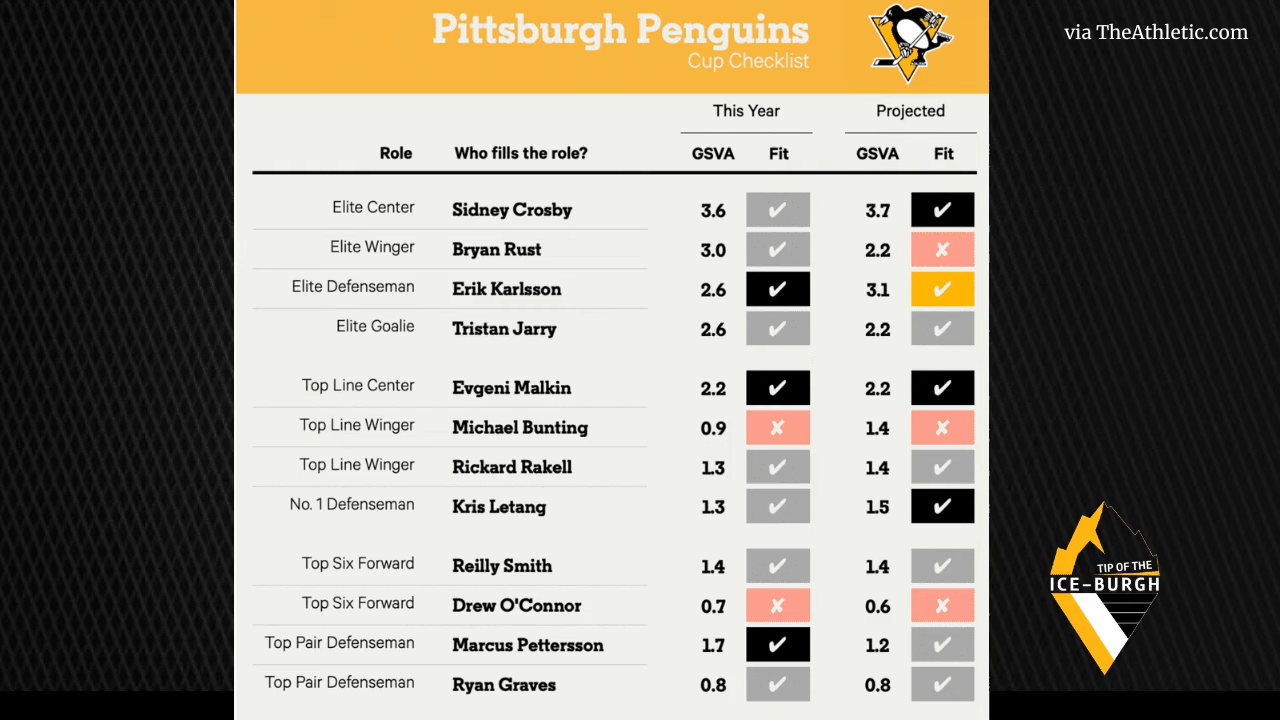 Pittsburgh Penguins
Cup Checklist
via TheAthletic.com
This Year Projected
Role Who fills the role? GSVA Fit GSVA Fit
Elite Center Sidney Crosby 3.6 ✔ 3.7 ✔
Elite Winger Bryan Rust 3.0 ✔ 2.2 ✘
Elite Defenseman Erik Karlsson 2.6 ✔ 3.1 ✔
Elite Goalie Tristan Jarry 2.6 ✔ 2.2 ✔
Top Line Center Evgeni Malkin 2.2 ✔ 2.2 ✔
Top Line Winger Michael Bunting 0.9 ✘ 1.4 ✘
Top Line Winger Rickard Rakell 1.3 ✔ 1.4 ✔
No. 1 Defenseman Kris Letang 1.3 ✔ 1.5 ✔
Top Six Forward Reilly Smith 1.4 ✔ 1.4 ✔
Top Six Forward Drew O'Connor 0.7 ✘ 0.6 ✘
Top Pair Defenseman Marcus Pettersson 1.7 ✔ 1.2 ✔
Top Pair Defenseman Ryan Graves 0.8 ✔ 0.8 ✔
TIP OF THE
ICE-BURGH